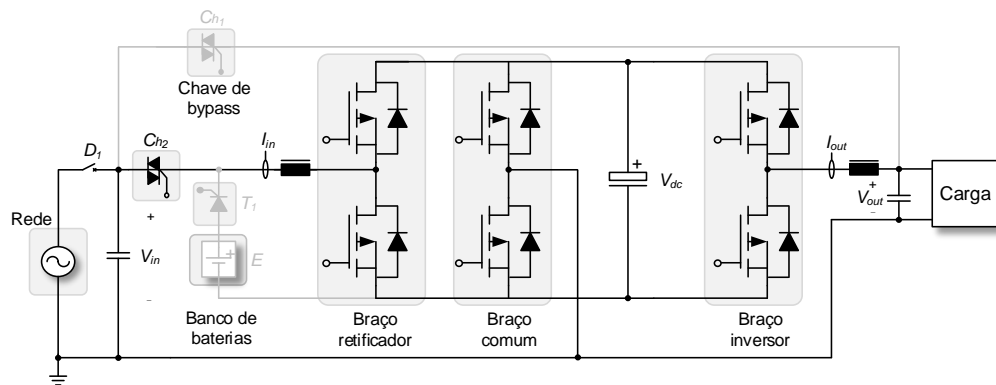 Ch1
Chave de
bypass
D1
Ch2
Iin
Iout
+
Vdc
+
Vout
-
Carga
Rede
T1
+
Vin
-
+
E
Banco de
baterias
Braço
retificador
Braço
comum
Braço
inversor